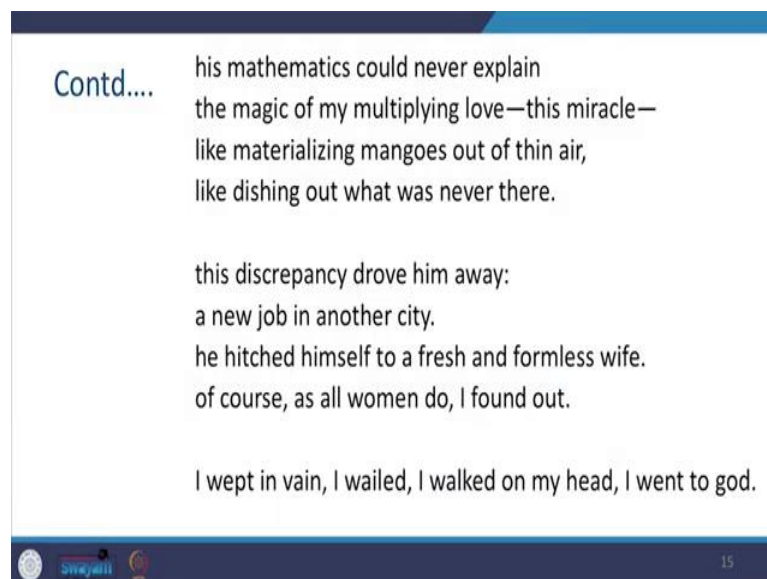 Contd....
his mathematics could never explain
the magic of my multiplying love—this miracle—
like materializing mangoes out of thin air,
like dishing out what was never there.
this discrepancy drove him away:
a new job in another city.
he hitched himself to a fresh and formless wife.
of course, as all women do, I found out.
I wept in vain, I wailed, I walked on my head, I went to god.
swayam
15